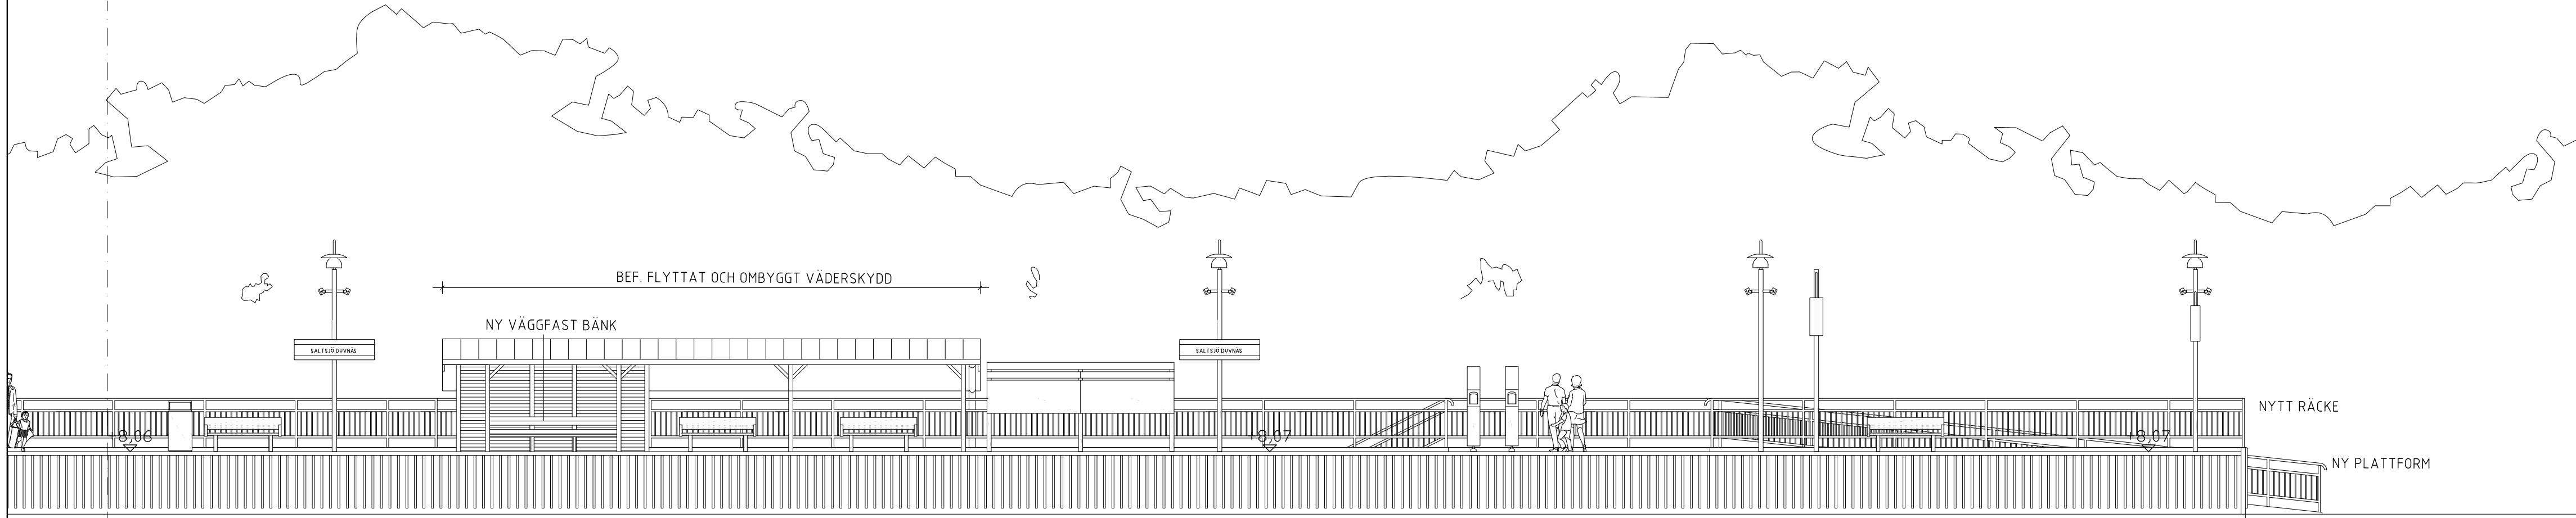 BEF. FLYTTAT OCH OMBYGGT VÄDERSKYDD
NY VÄGGFAST BÄNK
SALTSJÖ DUVNÄS
SALTSJÖ DUVNÄS
NYTT RÄCKE
+8,06
+8,07
+8,07
NY PLATTFORM